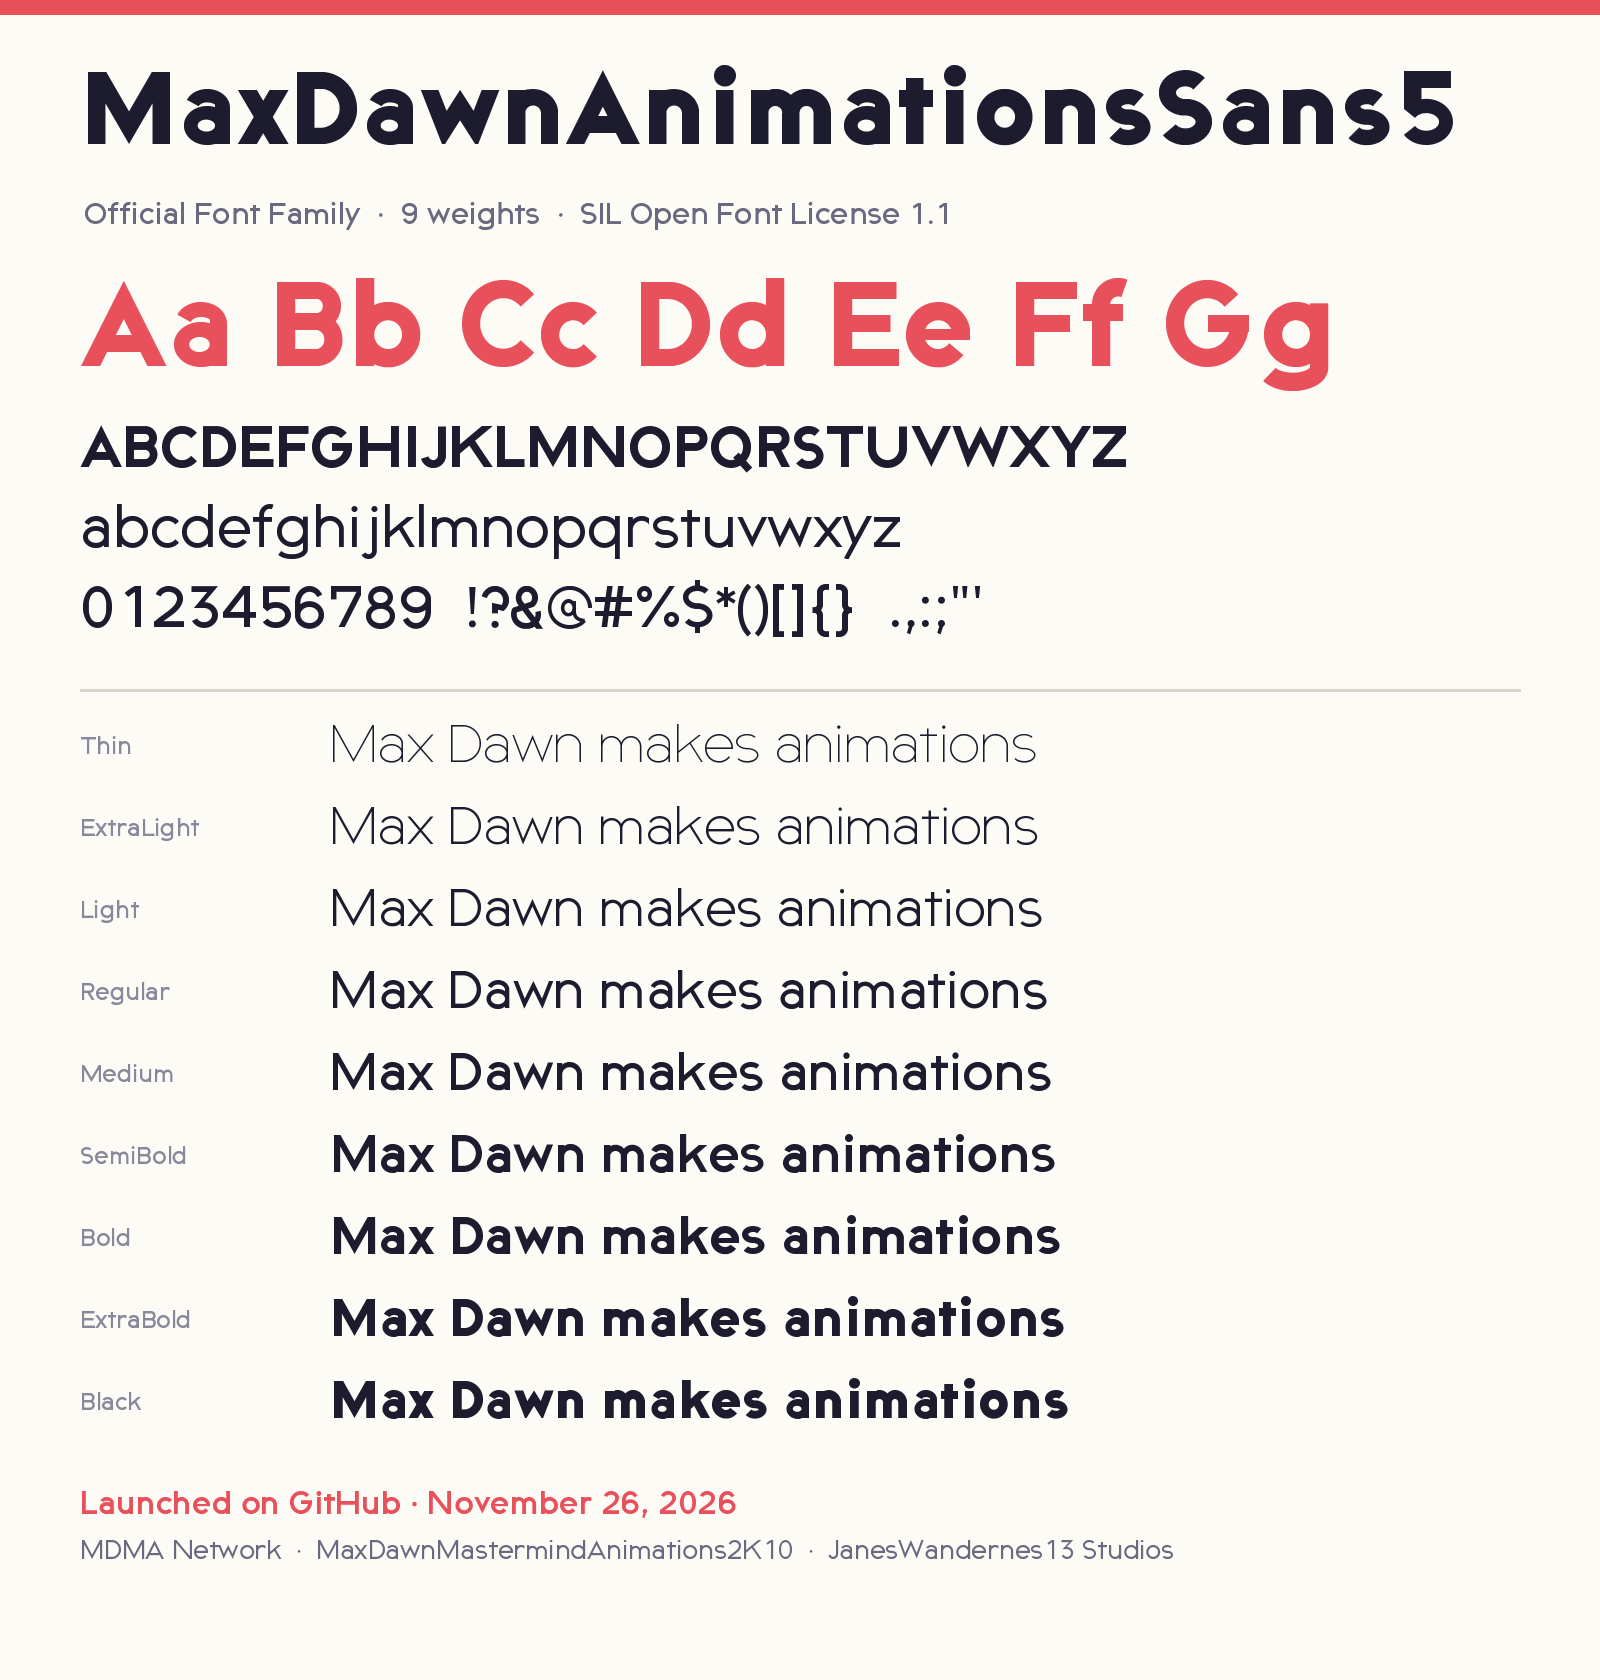 MaxDawnAnimationsSans5
Official Font Family · 9 weights · SIL Open Font License 1.1
Aa Bb Cc Dd Ee Ff Gg
ABCDEFGHIJKLMNOPQRSTUVWXYZ
abcdefghijklmnopqrstuvwxyz
0123456789 !?&@#%$*()[]{} .,:;"'
Thin Max Dawn makes animations
ExtraLight Max Dawn makes animations
Light Max Dawn makes animations
Regular Max Dawn makes animations
Medium Max Dawn makes animations
SemiBold Max Dawn makes animations
Bold Max Dawn makes animations
ExtraBold Max Dawn makes animations
Black Max Dawn makes animations
Launched on GitHub · November 26, 2026
MDMA Network · MaxDawnMastermindAnimations2K10 · JanesWandernes13 Studios